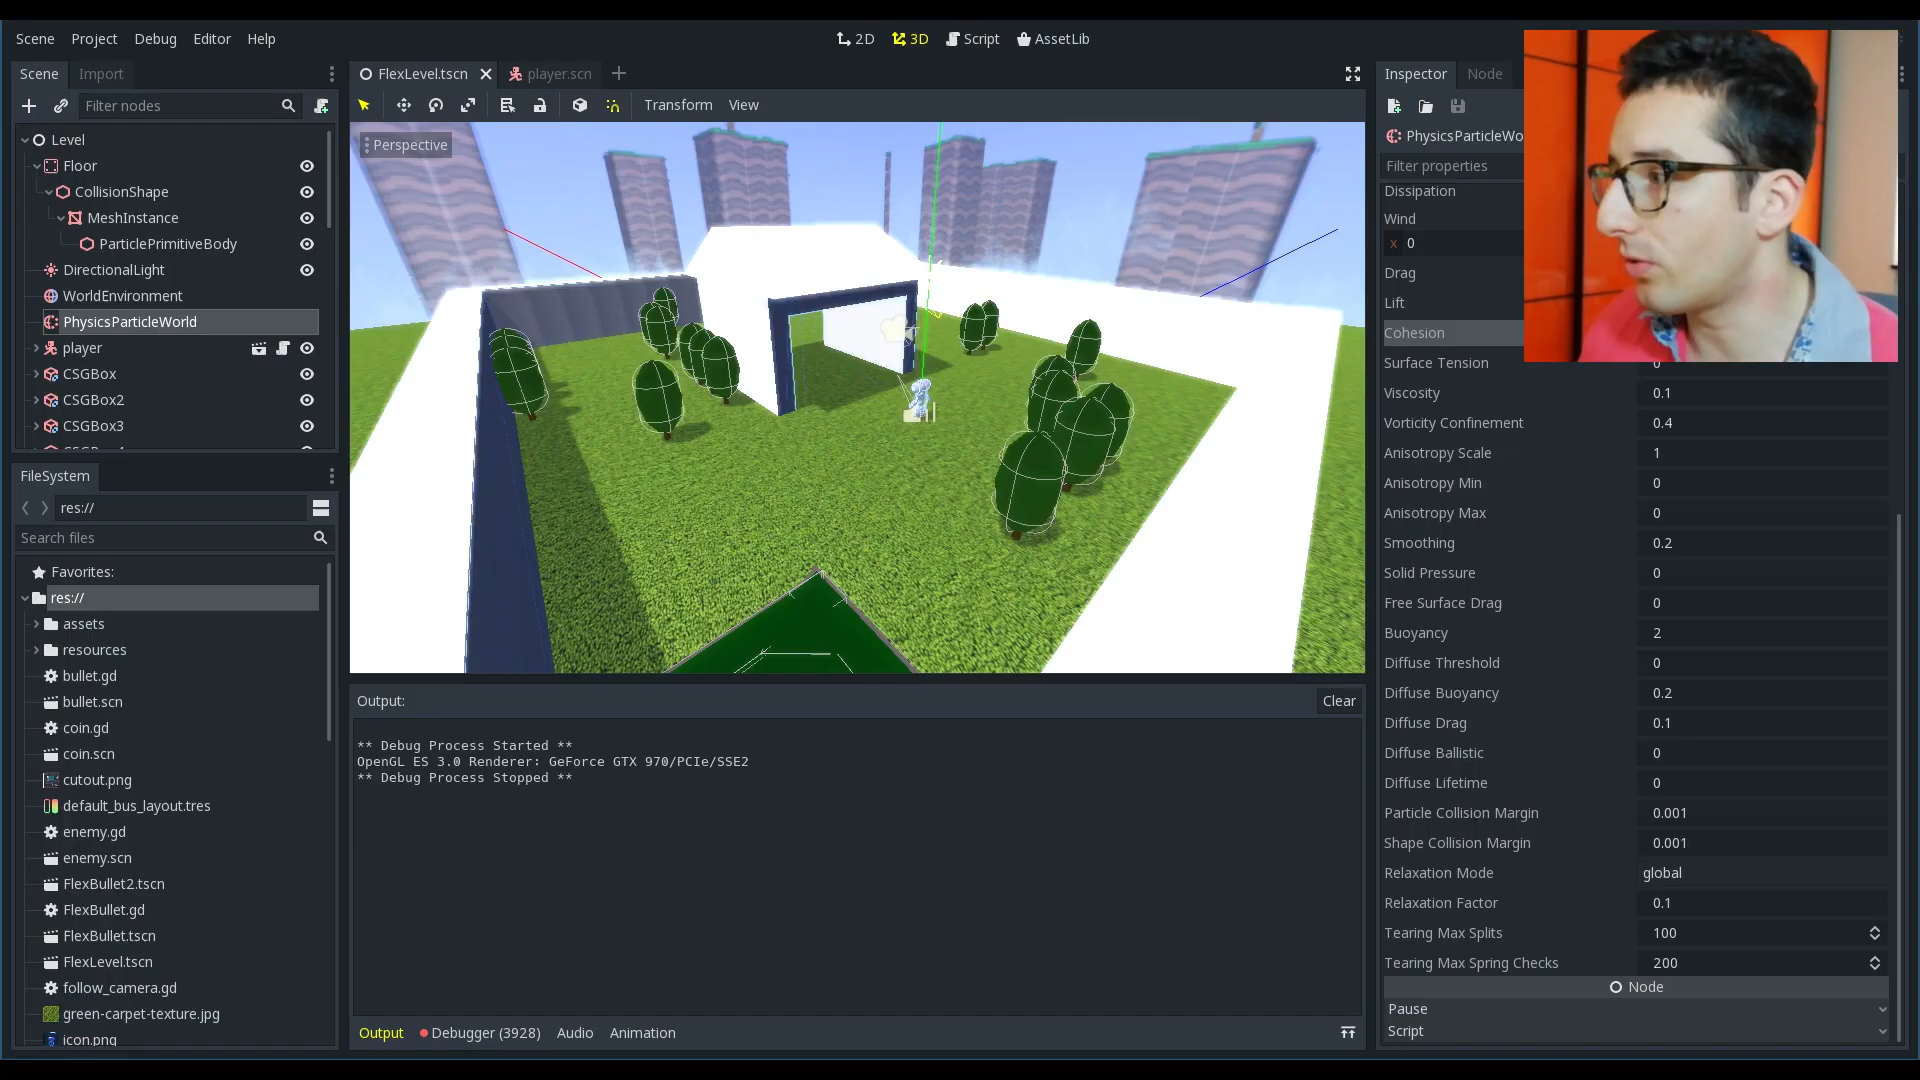 Scene Project Debug Editor Help
2D 3D Script AssetLib
Scene Import
Filter nodes
Level
Floor
CollisionShape
MeshInstance
ParticlePrimitiveBody
DirectionalLight
WorldEnvironment
PhysicsParticleWorld
player
CSGBox
CSGBox2
CSGBox3
FileSystem
res://
Search files
Favorites:
res://
assets
resources
bullet.gd
bullet.scn
coin.gd
coin.scn
cutout.png
default_bus_layout.tres
enemy.gd
enemy.scn
FlexBullet2.tscn
FlexBullet.gd
FlexBullet.tscn
FlexLevel.tscn
follow_camera.gd
green-carpet-texture.jpg
icon.png
FlexLevel.tscn player.scn
Transform View
Perspective
Output: Clear
** Debug Process Started **
OpenGL ES 3.0 Renderer: GeForce GTX 970/PCIe/SSE2
** Debug Process Stopped **
Output Debugger (3928) Audio Animation
Inspector Node
PhysicsParticleWo
Filter properties
Dissipation
Wind
x 0
Drag
Lift
Cohesion
Surface Tension 0
Viscosity 0.1
Vorticity Confinement 0.4
Anisotropy Scale 1
Anisotropy Min 0
Anisotropy Max 0
Smoothing 0.2
Solid Pressure 0
Free Surface Drag 0
Buoyancy 2
Diffuse Threshold 0
Diffuse Buoyancy 0.2
Diffuse Drag 0.1
Diffuse Ballistic 0
Diffuse Lifetime 0
Particle Collision Margin 0.001
Shape Collision Margin 0.001
Relaxation Mode global
Relaxation Factor 0.1
Tearing Max Splits 100
Tearing Max Spring Checks 200
Node
Pause
Script